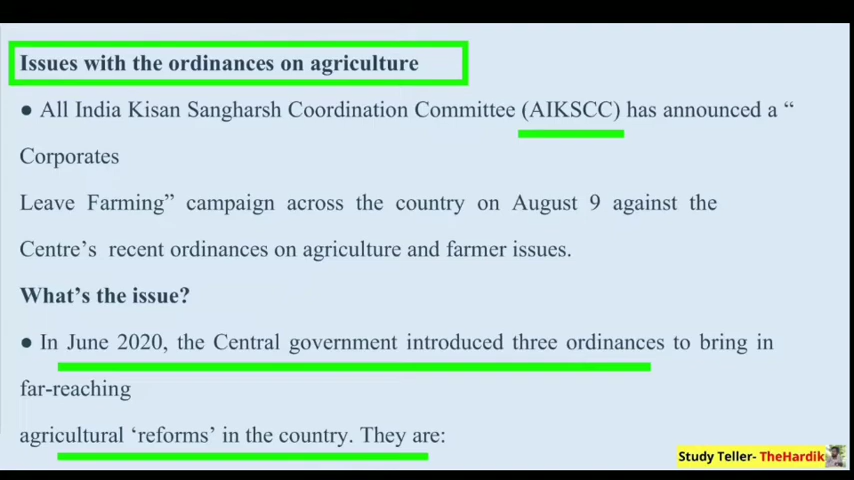 Issues with the ordinances on agriculture
● All India Kisan Sangharsh Coordination Committee (AIKSCC) has announced a “
Corporates
Leave Farming” campaign across the country on August 9 against the
Centre’s recent ordinances on agriculture and farmer issues.
What’s the issue?
● In June 2020, the Central government introduced three ordinances to bring in
far-reaching
agricultural ‘reforms’ in the country. They are:
Study Teller- TheHardik